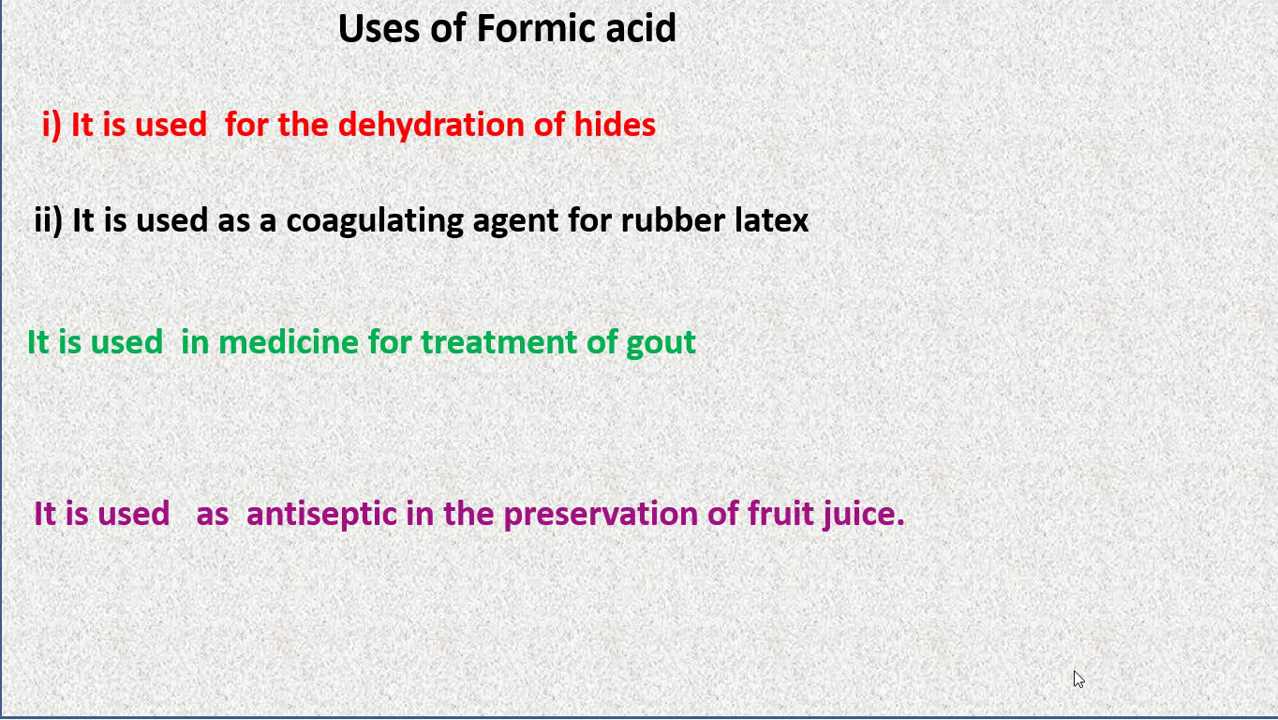 Uses of Formic acid
i) It is used for the dehydration of hides
ii) It is used as a coagulating agent for rubber latex
It is used in medicine for treatment of gout
It is used as antiseptic in the preservation of fruit juice.